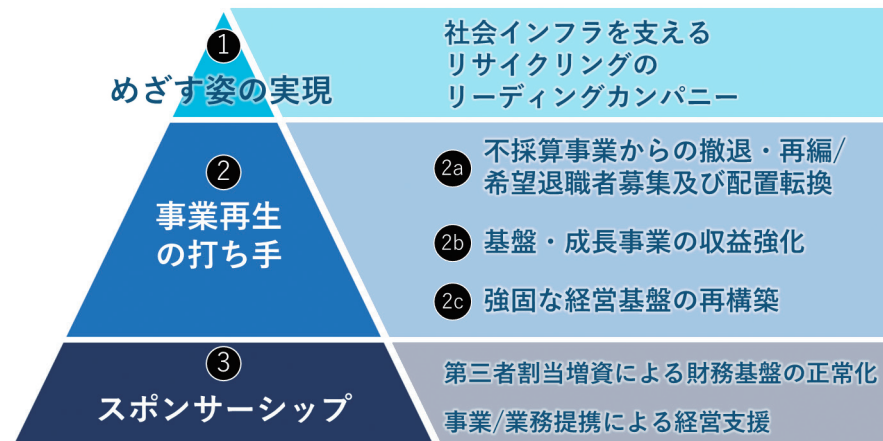 1
めざす姿の実現
社会インフラを支える
リサイクリングの
リーディングカンパニー
2
事業再生
の打ち手
2a
不採算事業からの撤退・再編/
希望退職者募集及び配置転換
2b
基盤・成長事業の収益強化
2c
強固な経営基盤の再構築
3
スポンサーシップ
第三者割当増資による財務基盤の正常化
事業/業務提携による経営支援